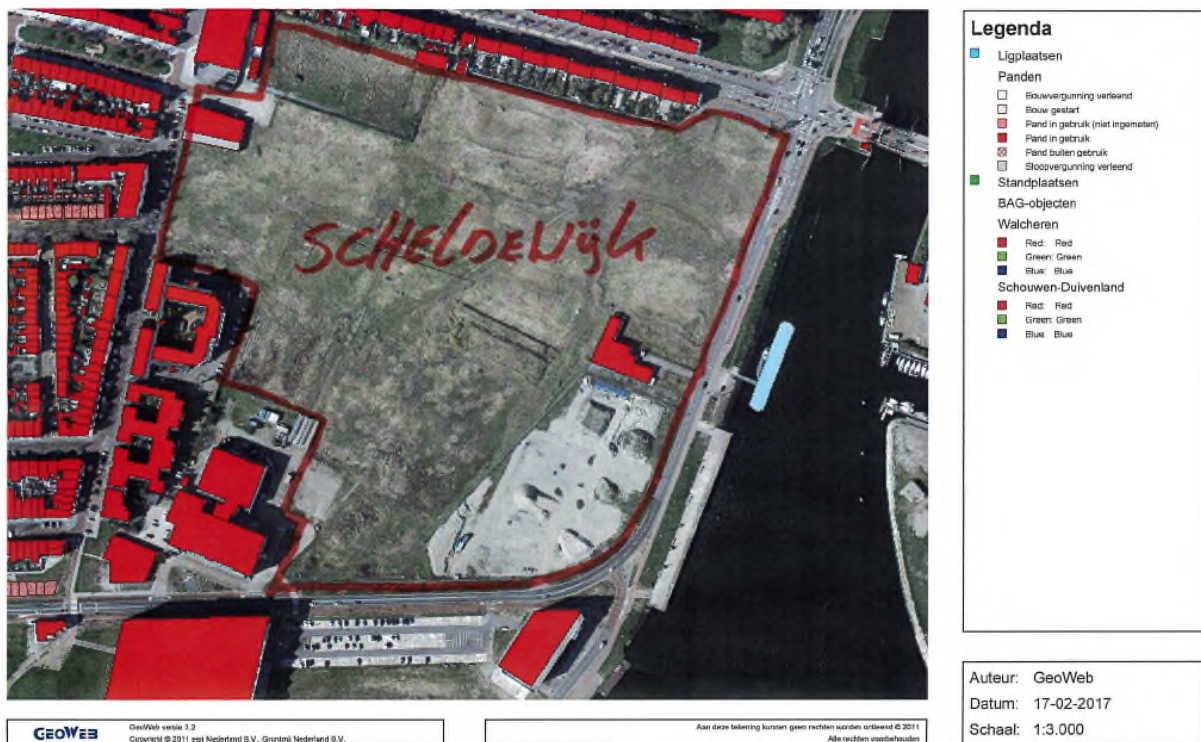 SCHELDEWijk
Legenda
Ligplaatsen
Panden
Bouwvergunning verleend
Bouw gestart
Pand in gebruik (niet ingemeten)
Pand in gebruik
Pand buiten gebruik
Sloopvergunning verleend
Standplaatsen
BAG-objecten
Walcheren
Red: Red
Green: Green
Blue: Blue
Schouwen-Duivenland
Red: Red
Green: Green
Blue: Blue
Auteur: GeoWeb
Datum: 17-02-2017
Schaal: 1:3.000
GEOWEB
GeoWeb versie 3.2
Copyright © 2011 esri Nederland B.V., Grontmij Nederland B.V.
Aan deze tekening kunnen geen rechten worden ontleend © 2011
Alle rechten voorbehouden